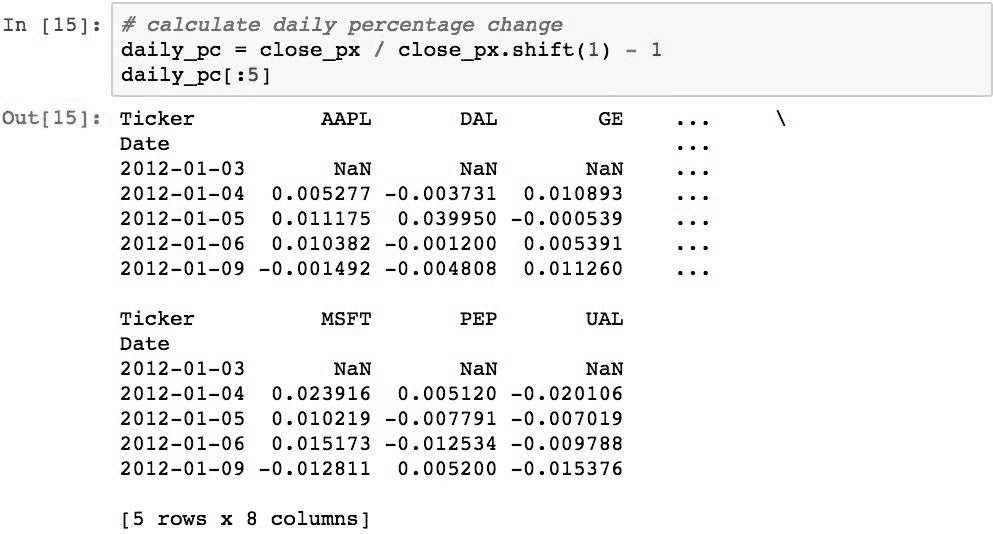 In [15]: # calculate daily percentage change
daily_pc = close_px / close_px.shift(1) - 1
daily_pc[:5]
Out[15]: Ticker AAPL DAL GE ... \
Date ...
2012-01-03 NaN NaN NaN ...
2012-01-04 0.005277 -0.003731 0.010893 ...
2012-01-05 0.011175 0.039950 -0.000539 ...
2012-01-06 0.010382 -0.001200 0.005391 ...
2012-01-09 -0.001492 -0.004808 0.011260 ...
Ticker MSFT PEP UAL
Date
2012-01-03 NaN NaN NaN
2012-01-04 0.023916 0.005120 -0.020106
2012-01-05 0.010219 -0.007791 -0.007019
2012-01-06 0.015173 -0.012534 -0.009788
2012-01-09 -0.012811 0.005200 -0.015376
[5 rows x 8 columns]